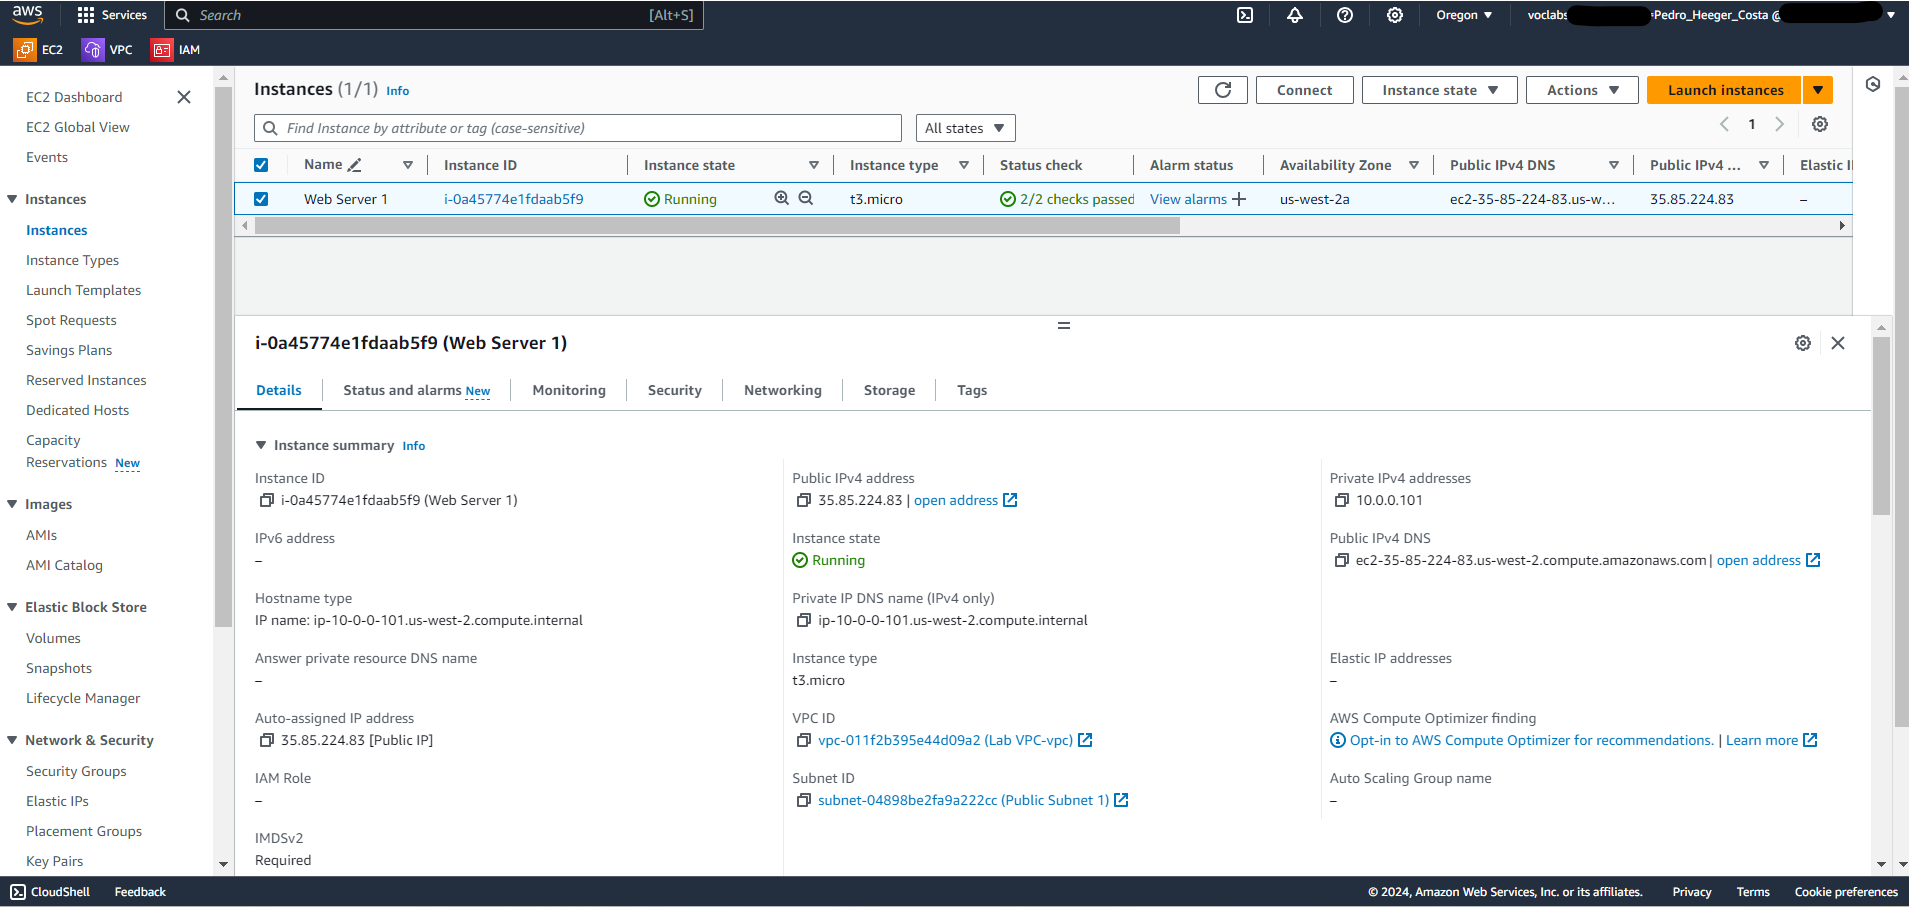 aws Services Search [Alt+S] Oregon voclabs =Pedro_Heeger_Costa @
EC2 VPC IAM
EC2 Dashboard
EC2 Global View
Events
Instances
Instances
Instance Types
Launch Templates
Spot Requests
Savings Plans
Reserved Instances
Dedicated Hosts
Capacity
Reservations New
Images
AMIs
AMI Catalog
Elastic Block Store
Volumes
Snapshots
Lifecycle Manager
Network & Security
Security Groups
Elastic IPs
Placement Groups
Key Pairs
Instances (1/1) Info Connect Instance state Actions Launch instances
Find Instance by attribute or tag (case-sensitive) All states 1
Name Instance ID Instance state Instance type Status check Alarm status Availability Zone Public IPv4 DNS Public IPv4 ... Elastic I
Web Server 1 i-0a45774e1fdaab5f9 Running t3.micro 2/2 checks passed View alarms + us-west-2a ec2-35-85-224-83.us-w... 35.85.224.83 –
i-0a45774e1fdaab5f9 (Web Server 1)
Details Status and alarms New Monitoring Security Networking Storage Tags
Instance summary Info
Instance ID Public IPv4 address Private IPv4 addresses
i-0a45774e1fdaab5f9 (Web Server 1) 35.85.224.83 | open address 10.0.0.101
IPv6 address Instance state Public IPv4 DNS
– Running ec2-35-85-224-83.us-west-2.compute.amazonaws.com | open address
Hostname type Private IP DNS name (IPv4 only)
IP name: ip-10-0-0-101.us-west-2.compute.internal ip-10-0-0-101.us-west-2.compute.internal
Answer private resource DNS name Instance type Elastic IP addresses
– t3.micro –
Auto-assigned IP address VPC ID AWS Compute Optimizer finding
35.85.224.83 [Public IP] vpc-011f2b395e44d09a2 (Lab VPC-vpc) Opt-in to AWS Compute Optimizer for recommendations. | Learn more
IAM Role Subnet ID Auto Scaling Group name
– subnet-04898be2fa9a222cc (Public Subnet 1) –
IMDSv2
Required
CloudShell Feedback © 2024, Amazon Web Services, Inc. or its affiliates. Privacy Terms Cookie preferences